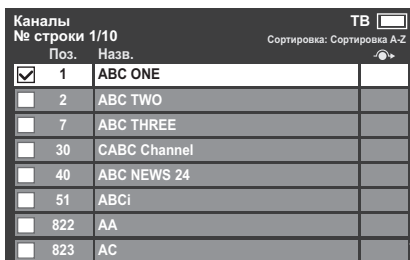 Каналы ТВ
№ строки 1/10 Сортировка: Сортировка A-Z
Поз. Назв.
1 ABC ONE
2 ABC TWO
7 ABC THREE
30 CABC Channel
40 ABC NEWS 24
51 ABCi
822 AA
823 AC